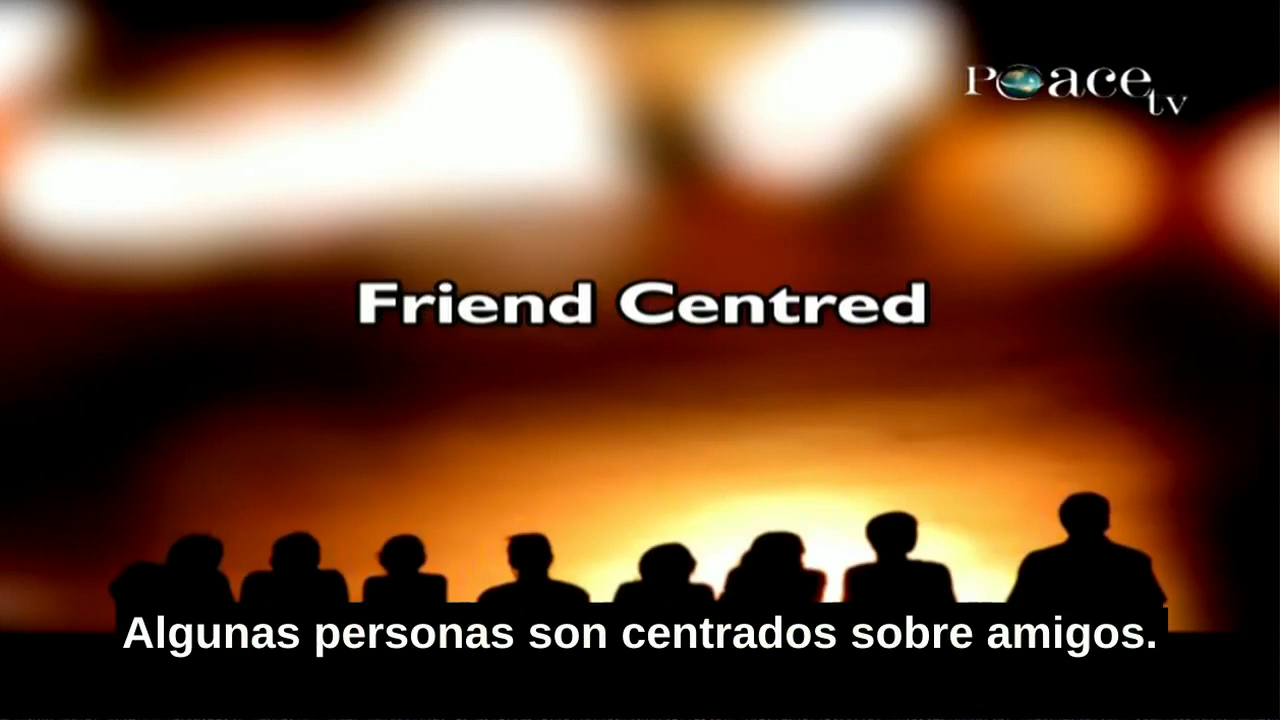 Peace
tv
Friend Centred
Algunas personas son centrados sobre amigos.